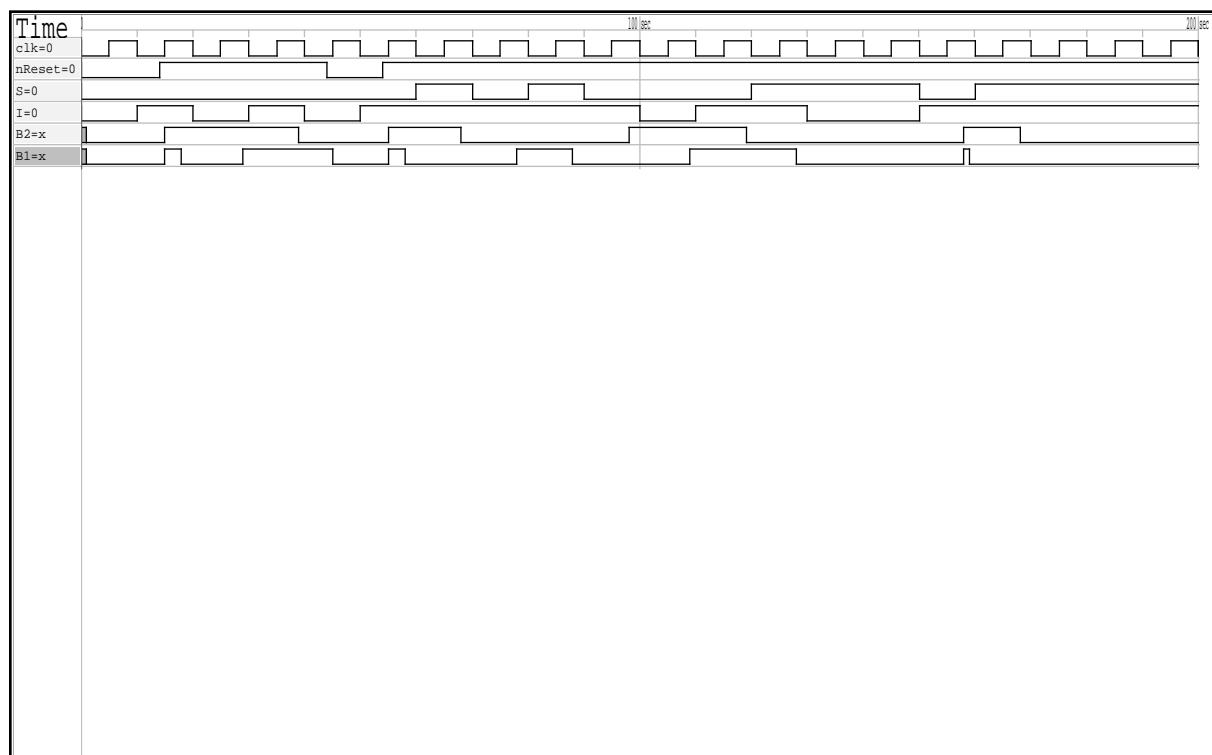 Time 100 sec 200 sec
clk=0
nReset=0
S=0
I=0
B2=x
B1=x